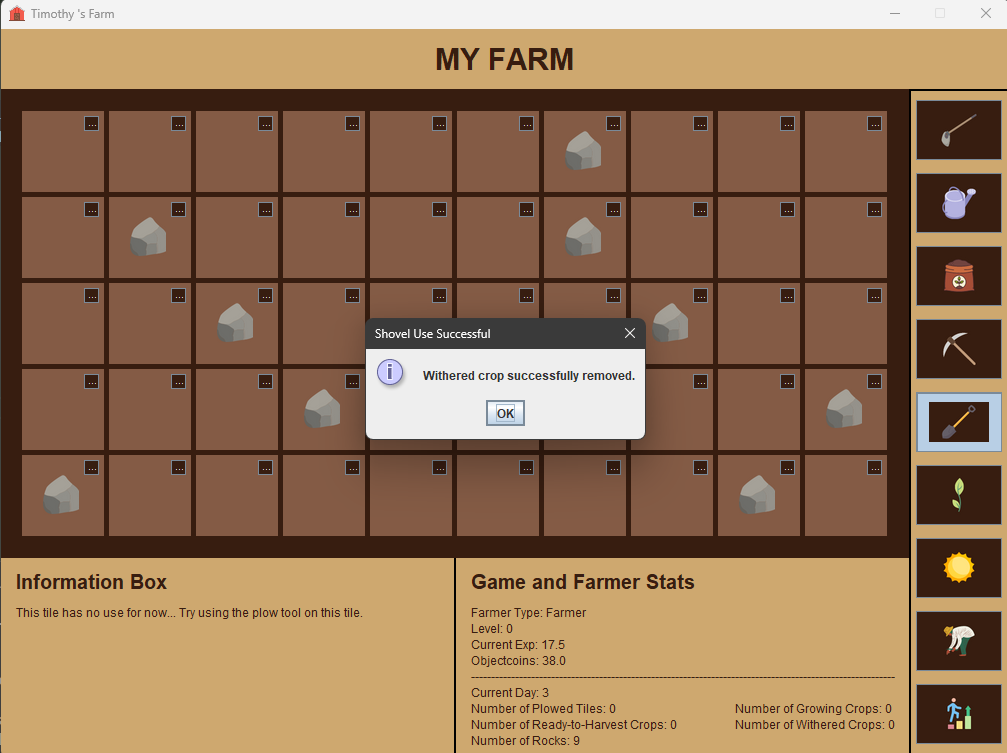 Timothy 's Farm
MY FARM
... ... ... ... ... ... ... ... ... ...
... ... ... ... ... ... ... ... ... ...
... ... ... ... ... ... ... ... ... ...
Shovel Use Successful
Withered crop successfully removed.
OK
... ... ... ... ... ... ...
... ... ... ... ... ... ... ... ... ...
Information Box
This tile has no use for now... Try using the plow tool on this tile.
Game and Farmer Stats
Farmer Type: Farmer
Level: 0
Current Exp: 17.5
Objectcoins: 38.0
Current Day: 3
Number of Plowed Tiles: 0 Number of Growing Crops: 0
Number of Ready-to-Harvest Crops: 0 Number of Withered Crops: 0
Number of Rocks: 9